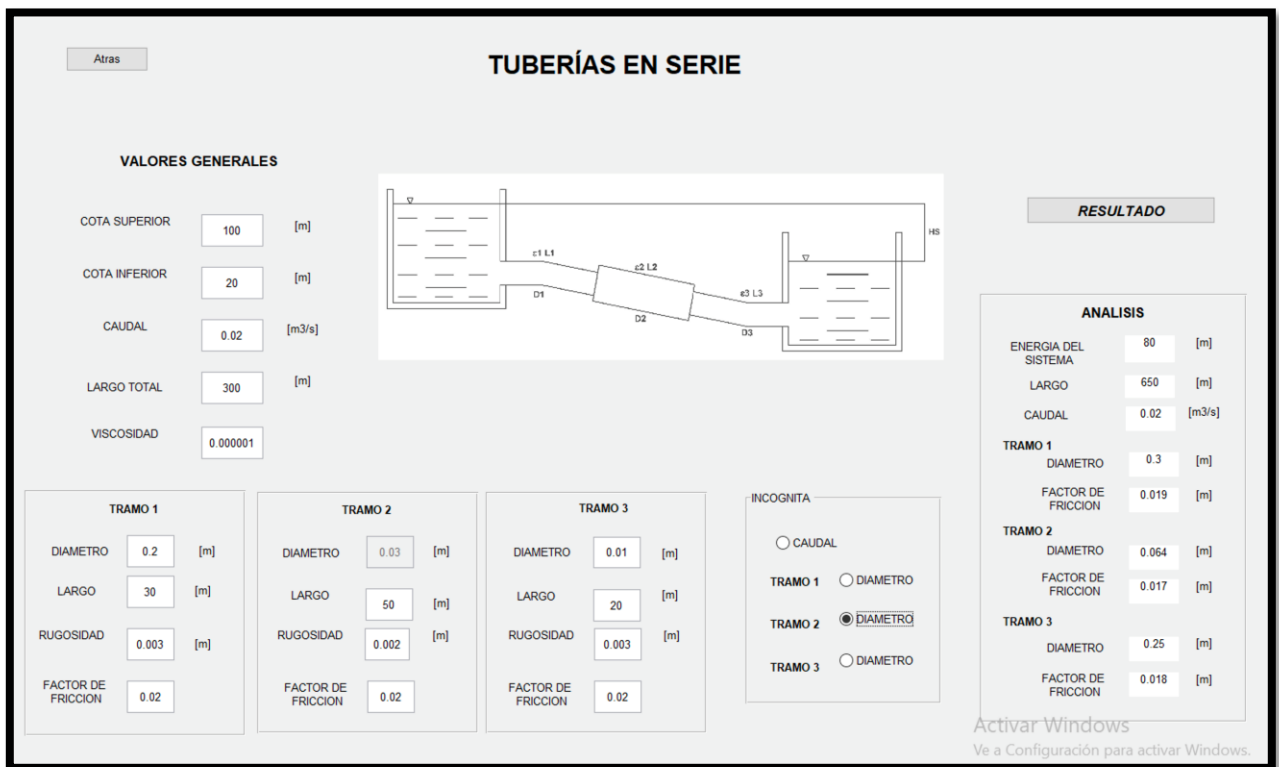 Atras
TUBERÍAS EN SERIE
VALORES GENERALES
COTA SUPERIOR 100 [m]
COTA INFERIOR 20 [m]
CAUDAL 0.02 [m3/s]
LARGO TOTAL 300 [m]
VISCOSIDAD 0.000001
HS
ε1 L1
ε2 L2
ε3 L3
D1
D2
D3
RESULTADO
ANALISIS
ENERGIA DEL
SISTEMA
80 [m]
LARGO 650 [m]
CAUDAL 0.02 [m3/s]
TRAMO 1
DIAMETRO 0.3 [m]
FACTOR DE
FRICCION
0.019 [m]
TRAMO 2
DIAMETRO 0.064 [m]
FACTOR DE
FRICCION
0.017 [m]
TRAMO 3
DIAMETRO 0.25 [m]
FACTOR DE
FRICCION
0.018 [m]
TRAMO 1
DIAMETRO 0.2 [m]
LARGO 30 [m]
RUGOSIDAD 0.003 [m]
FACTOR DE
FRICCION
0.02
TRAMO 2
DIAMETRO 0.03 [m]
LARGO 50 [m]
RUGOSIDAD 0.002 [m]
FACTOR DE
FRICCION
0.02
TRAMO 3
DIAMETRO 0.01 [m]
LARGO 20 [m]
RUGOSIDAD 0.003 [m]
FACTOR DE
FRICCION
0.02
INCOGNITA
CAUDAL
TRAMO 1 DIAMETRO
TRAMO 2 DIAMETRO
TRAMO 3 DIAMETRO
Activar Windows
Ve a Configuración para activar Windows.